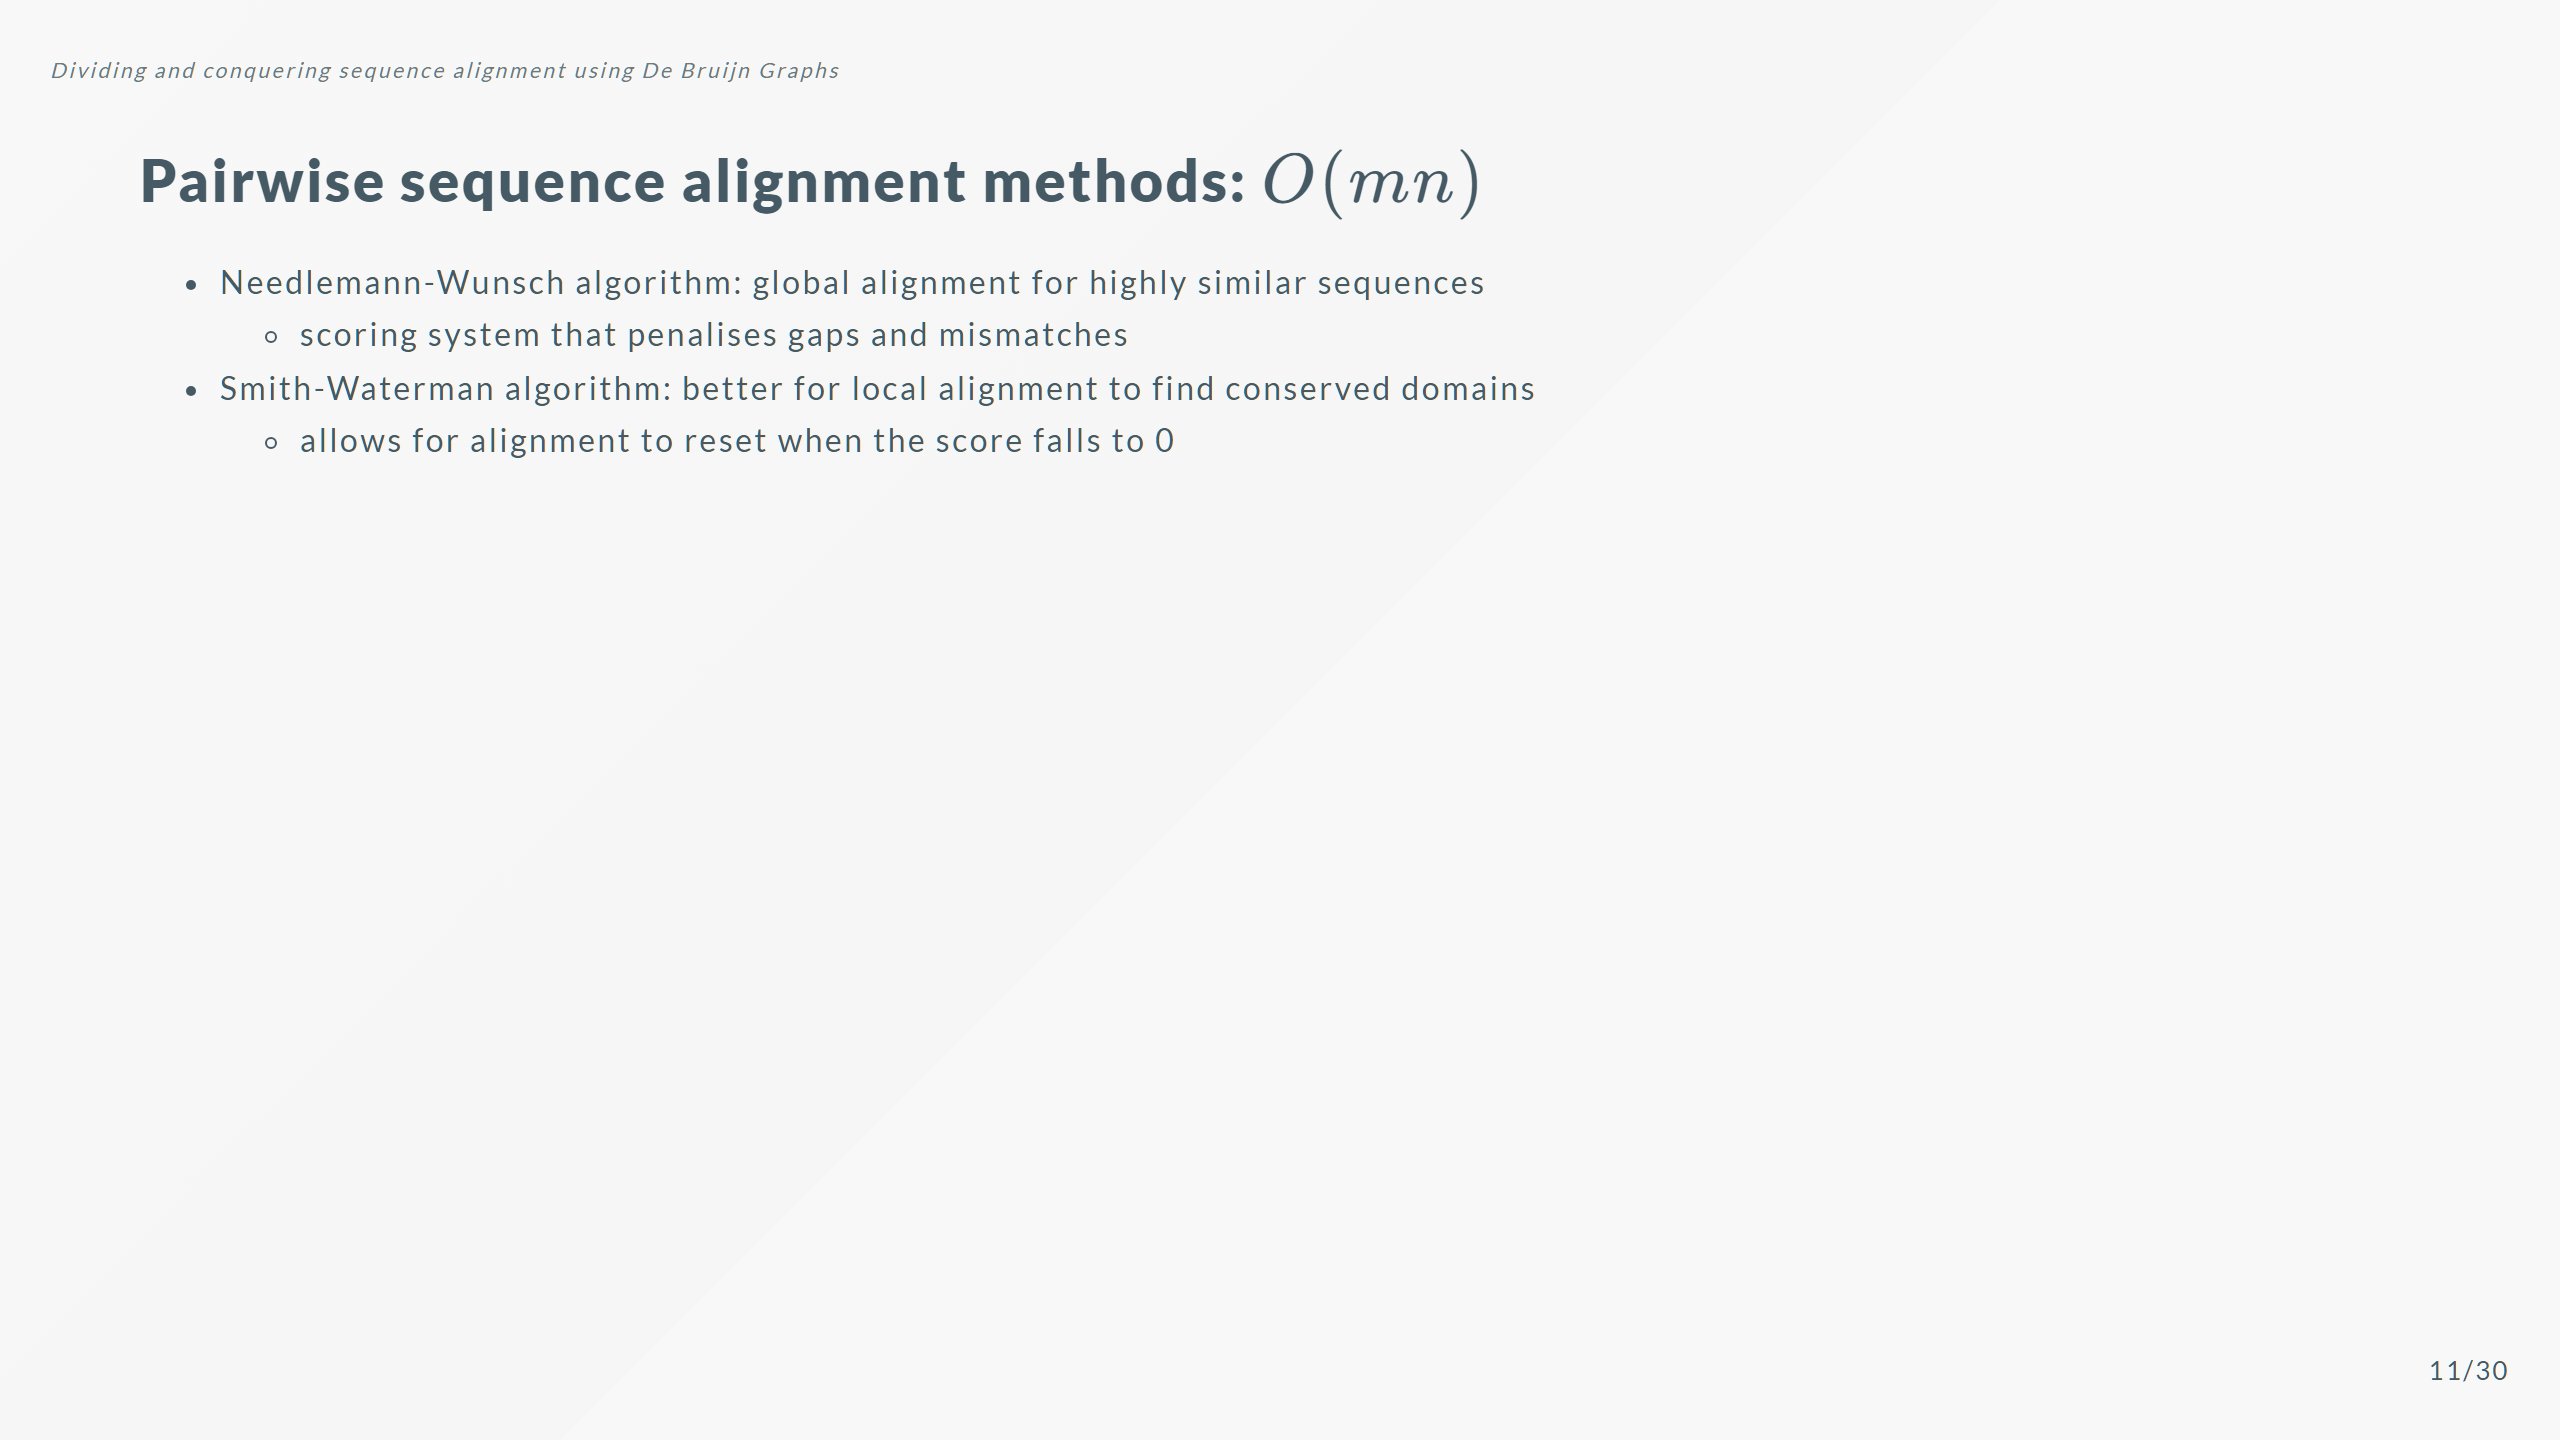 Dividing and conquering sequence alignment using De Bruijn Graphs
Pairwise sequence alignment methods: O(mn)
• Needlemann-Wunsch algorithm: global alignment for highly similar sequences
◦ scoring system that penalises gaps and mismatches
• Smith-Waterman algorithm: better for local alignment to find conserved domains
◦ allows for alignment to reset when the score falls to 0
11/30